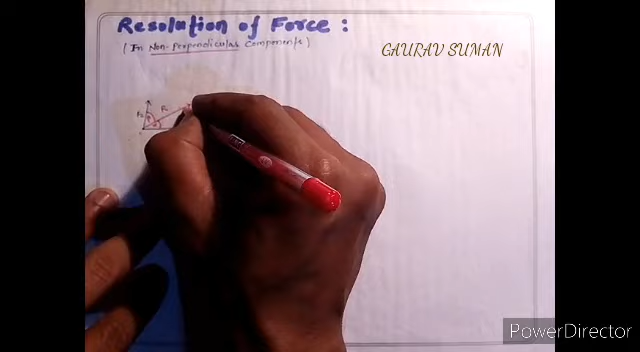 Resolution of Force :
(In Non-Perpendicular Components)
GAURAV SUMAN
R
PowerDirector